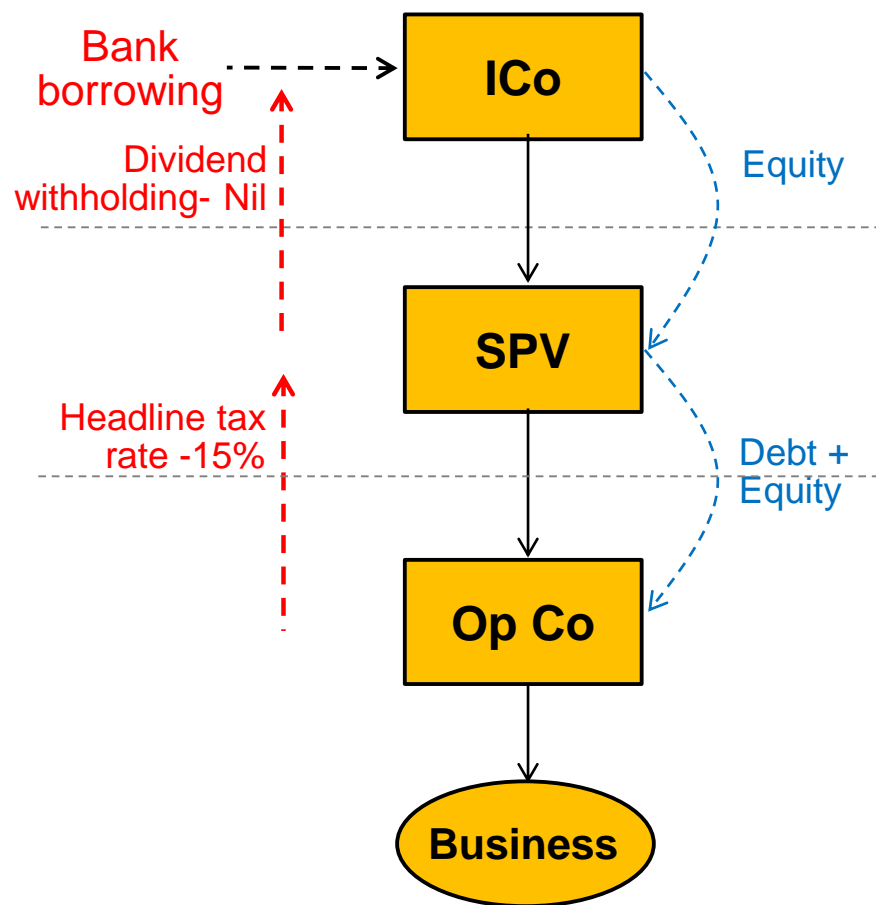 Bank
borrowing
ICo
Dividend
withholding- Nil
Equity
SPV
Headline tax
rate -15%
Debt +
Equity
Op Co
Business